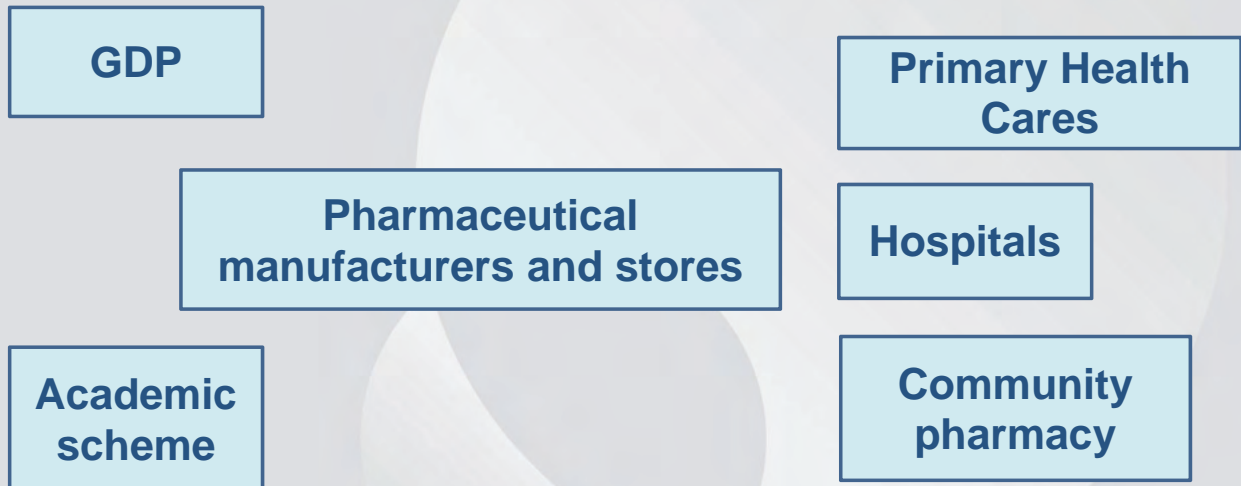 GDP
Primary Health
Cares
Pharmaceutical
manufacturers and stores
Hospitals
Academic
scheme
Community
pharmacy